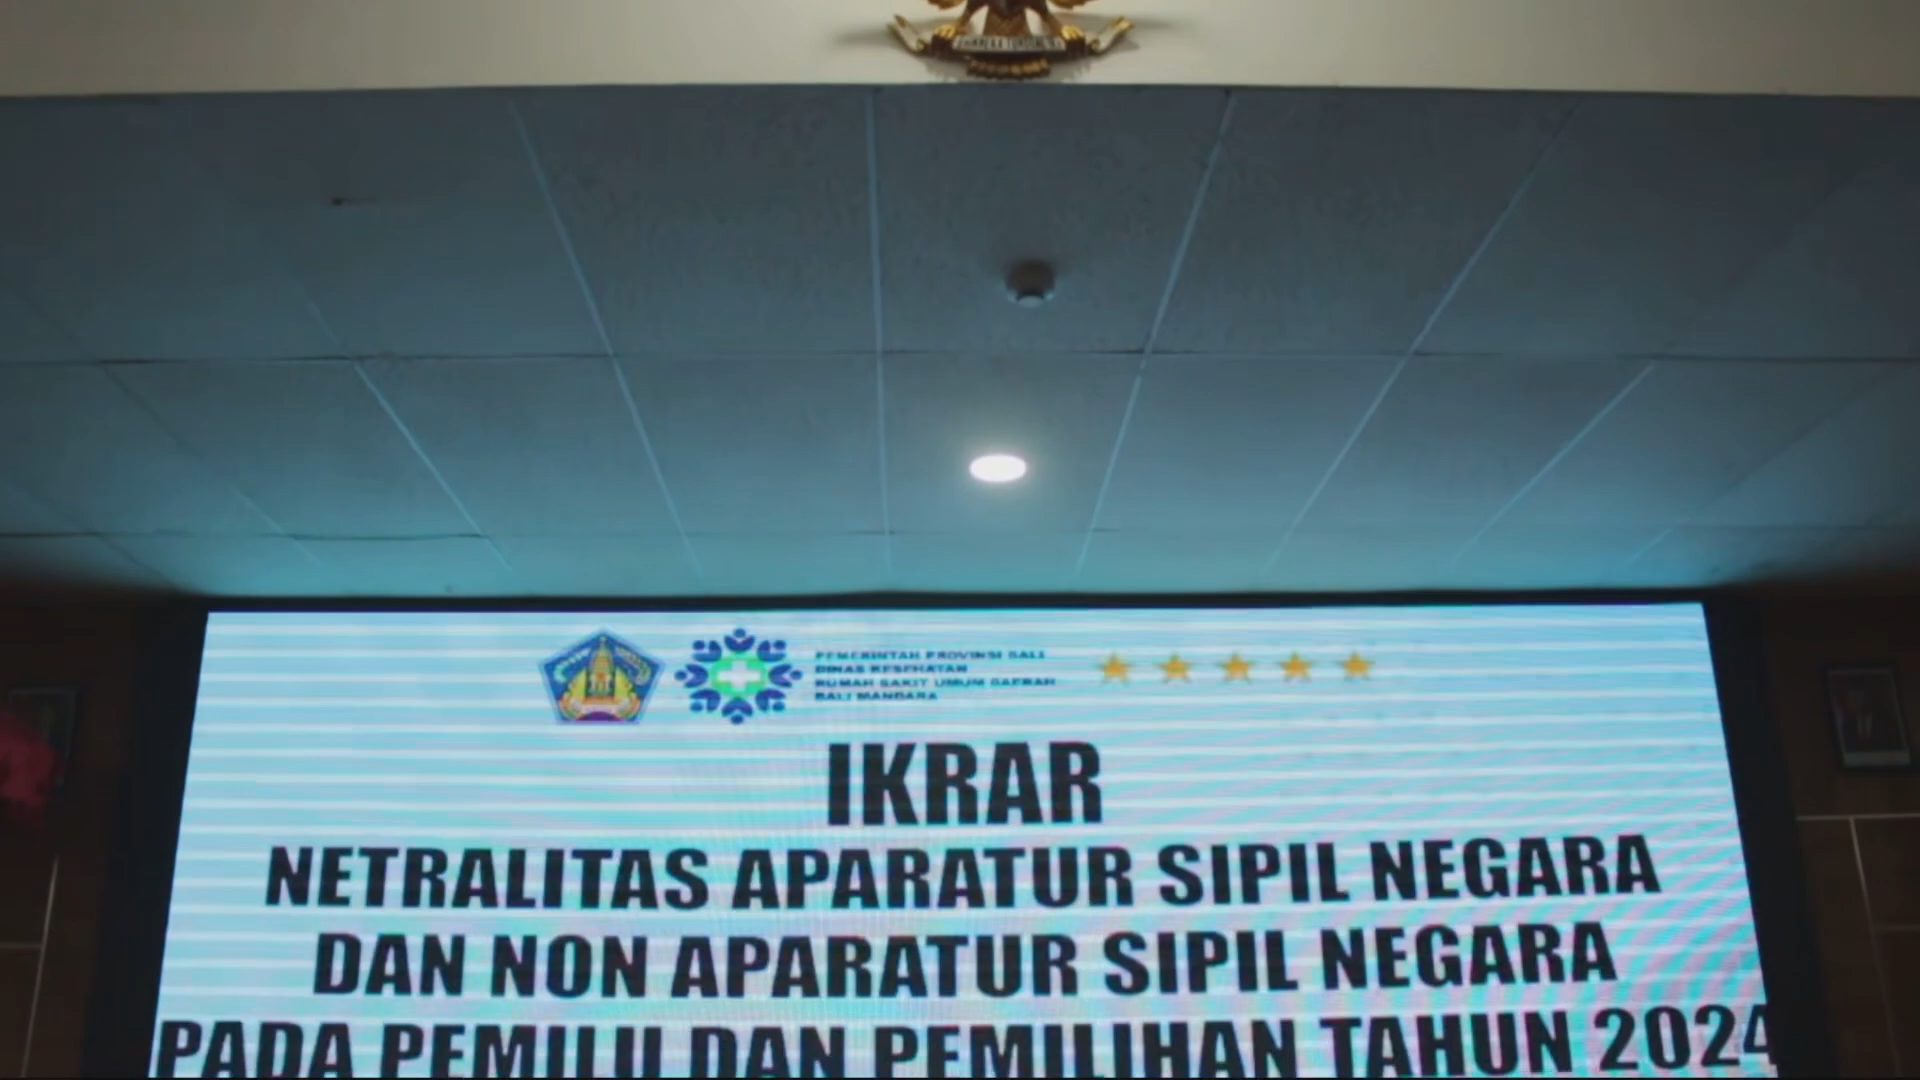 PEMERINTAH PROVINSI BALI
DINAS KESEHATAN
RUMAH SAKIT UMUM DAERAH
BALI MANDARA
IKRAR
NETRALITAS APARATUR SIPIL NEGARA
DAN NON APARATUR SIPIL NEGARA
PADA PEMILU DAN PEMILIHAN TAHUN 2024